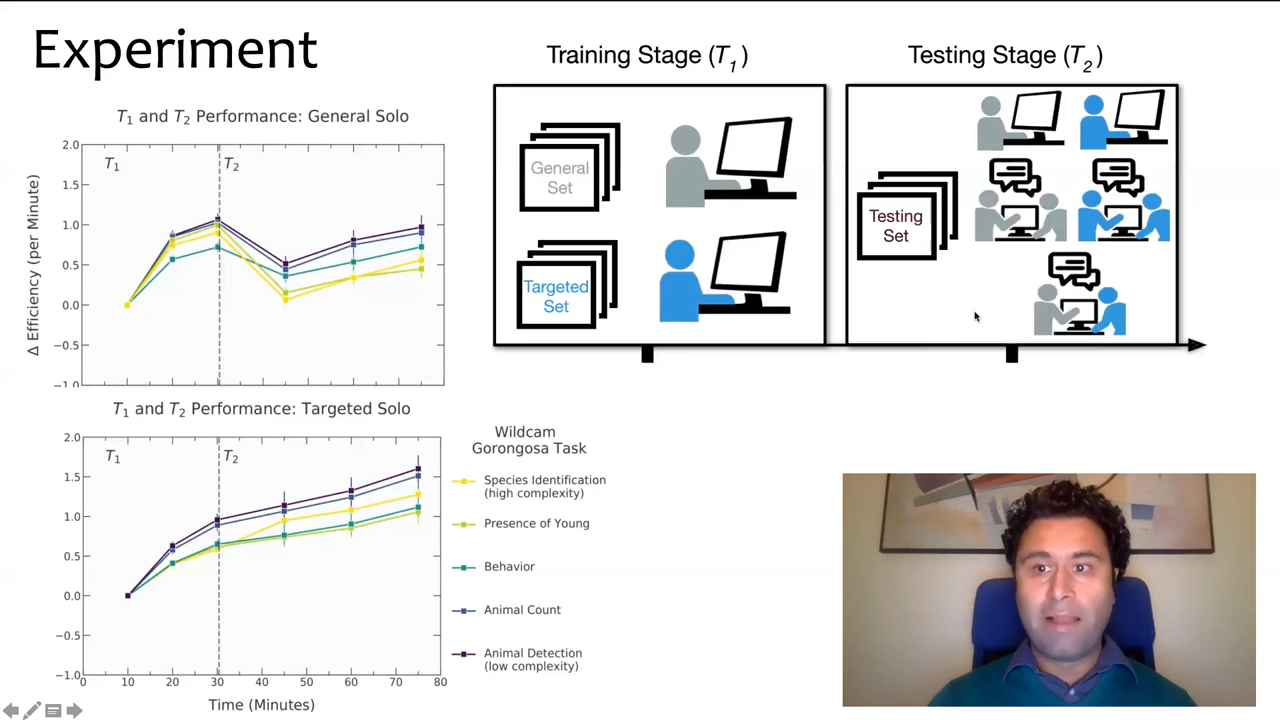 Experiment
T1 and T2 Performance: General Solo
Δ Efficiency (per Minute)
2.0
1.5
1.0
0.5
0.0
−0.5
−1.0
T1
T2
T1 and T2 Performance: Targeted Solo
2.0
1.5
1.0
0.5
0.0
−0.5
−1.0
T1
T2
0 10 20 30 40 50 60 70 80
Time (Minutes)
Wildcam
Gorongosa Task
Species Identification
(high complexity)
Presence of Young
Behavior
Animal Count
Animal Detection
(low complexity)
Training Stage (T1)
General
Set
Targeted
Set
Testing Stage (T2)
Testing
Set